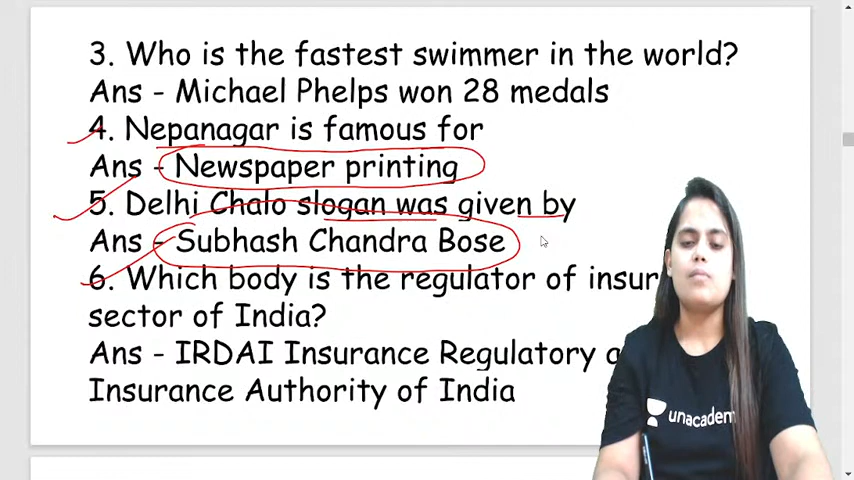 3. Who is the fastest swimmer in the world?
Ans - Michael Phelps won 28 medals
4. Nepanagar is famous for
Ans - Newspaper printing
5. Delhi Chalo slogan was given by
Ans - Subhash Chandra Bose
6. Which body is the regulator of insur
sector of India?
Ans - IRDAI Insurance Regulatory a
Insurance Authority of India
unacadem